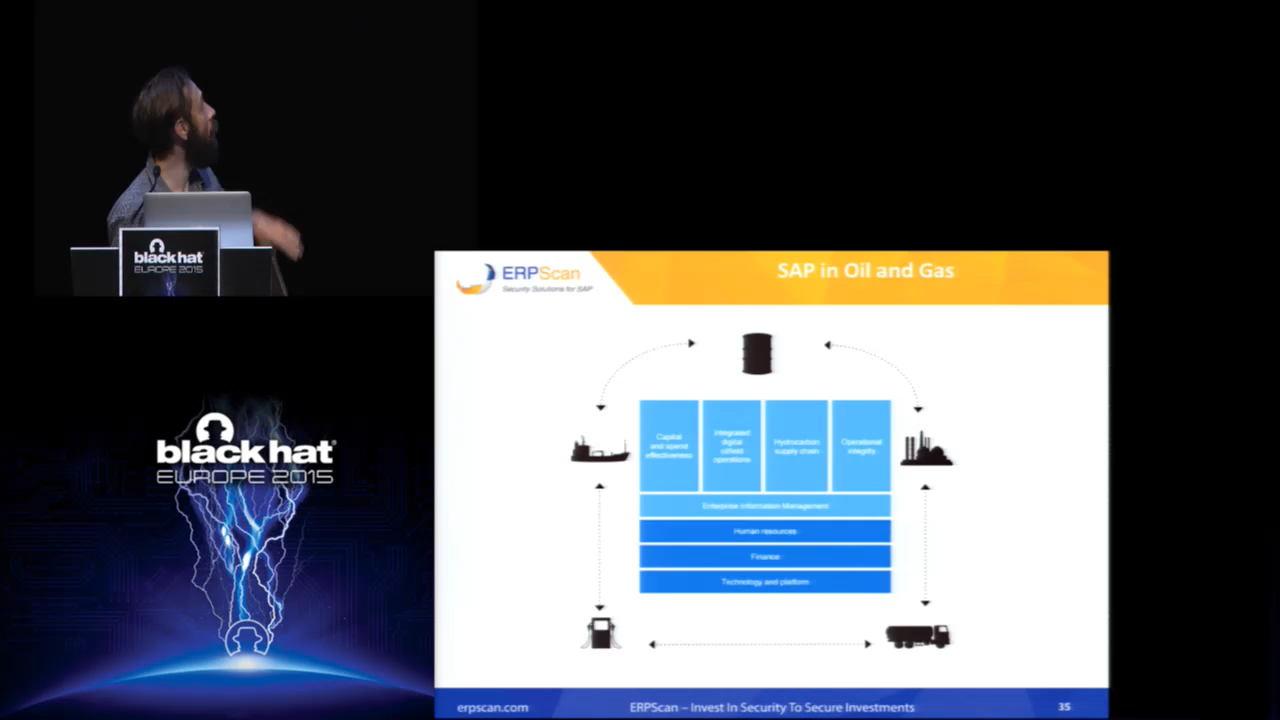 black hat
EUROPE 2015
black hat
EUROPE 2015
ERPScan
Security Solutions for SAP
SAP in Oil and Gas
Capital
and spend
effectiveness
Integrated
digital
oilfield
operations
Hydrocarbon
supply chain
Operational
integrity
Enterprise Information Management
Human resources
Finance
Technology and platform
erpscan.com
ERPScan – Invest In Security To Secure Investments
35